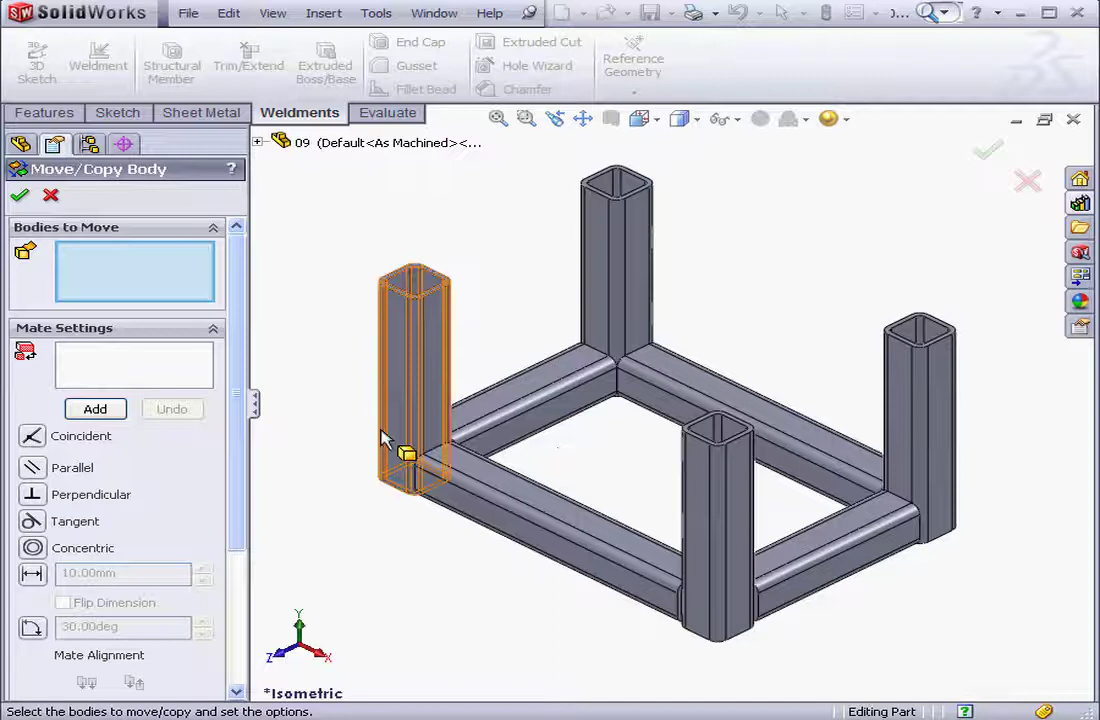 SolidWorks File Edit View Insert Tools Window Help )... ?
3D Sketch
Weldment
Structural Member
Trim/Extend
Extruded Boss/Base
End Cap
Gusset
Fillet Bead
Extruded Cut
Hole Wizard
Chamfer
Reference Geometry
Features Sketch Sheet Metal Weldments Evaluate
09 (Default<As Machined><...
Move/Copy Body ?
Bodies to Move
Mate Settings
Add Undo
Coincident
Parallel
Perpendicular
Tangent
Concentric
10.00mm
Flip Dimension
30.00deg
Mate Alignment
Y
Z
X
*Isometric
Select the bodies to move/copy and set the options. Editing Part ?